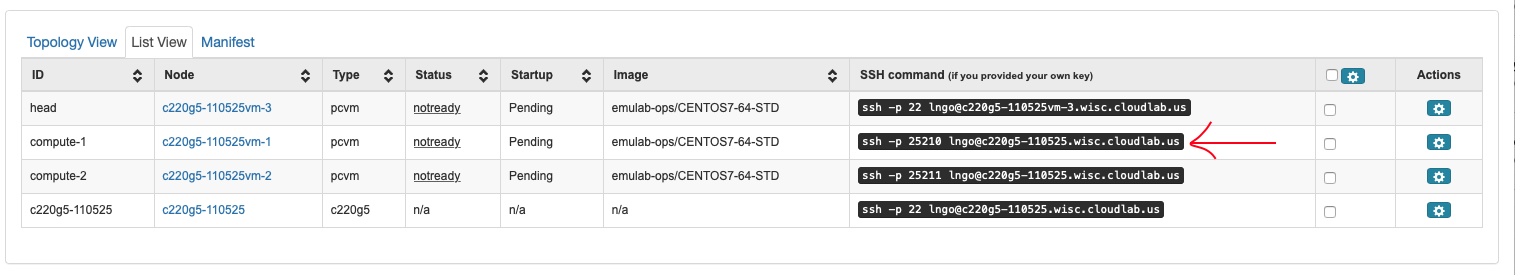 Topology View List View Manifest
ID Node Type Status Startup Image SSH command (if you provided your own key) Actions
head c220g5-110525vm-3 pcvm notready Pending emulab-ops/CENTOS7-64-STD ssh -p 22 lngo@c220g5-110525vm-3.wisc.cloudlab.us
compute-1 c220g5-110525vm-1 pcvm notready Pending emulab-ops/CENTOS7-64-STD ssh -p 25210 lngo@c220g5-110525.wisc.cloudlab.us
compute-2 c220g5-110525vm-2 pcvm notready Pending emulab-ops/CENTOS7-64-STD ssh -p 25211 lngo@c220g5-110525.wisc.cloudlab.us
c220g5-110525 c220g5-110525 c220g5 n/a n/a n/a ssh -p 22 lngo@c220g5-110525.wisc.cloudlab.us